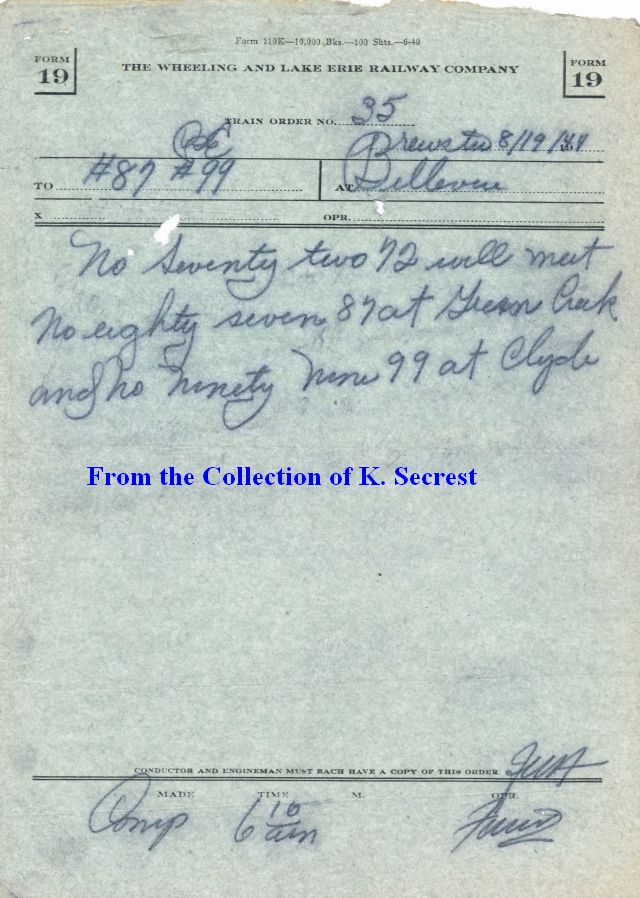 Form 110K—10,000 Bks.—100 Shts.—6-40
FORM 19
FORM 19
THE WHEELING AND LAKE ERIE RAILWAY COMPANY
TRAIN ORDER NO. 35
Brewster 8/19/44
TO #87 #99
AT Bellevue
X OPR.
No Seventy two 72 will meet
No eighty seven 87 at Green Creek
and No Ninety Nine 99 at Clyde
From the Collection of K. Secrest
CONDUCTOR AND ENGINEMAN MUST EACH HAVE A COPY OF THIS ORDER
MADE TIME M. OPR.
Comp 6 10 am